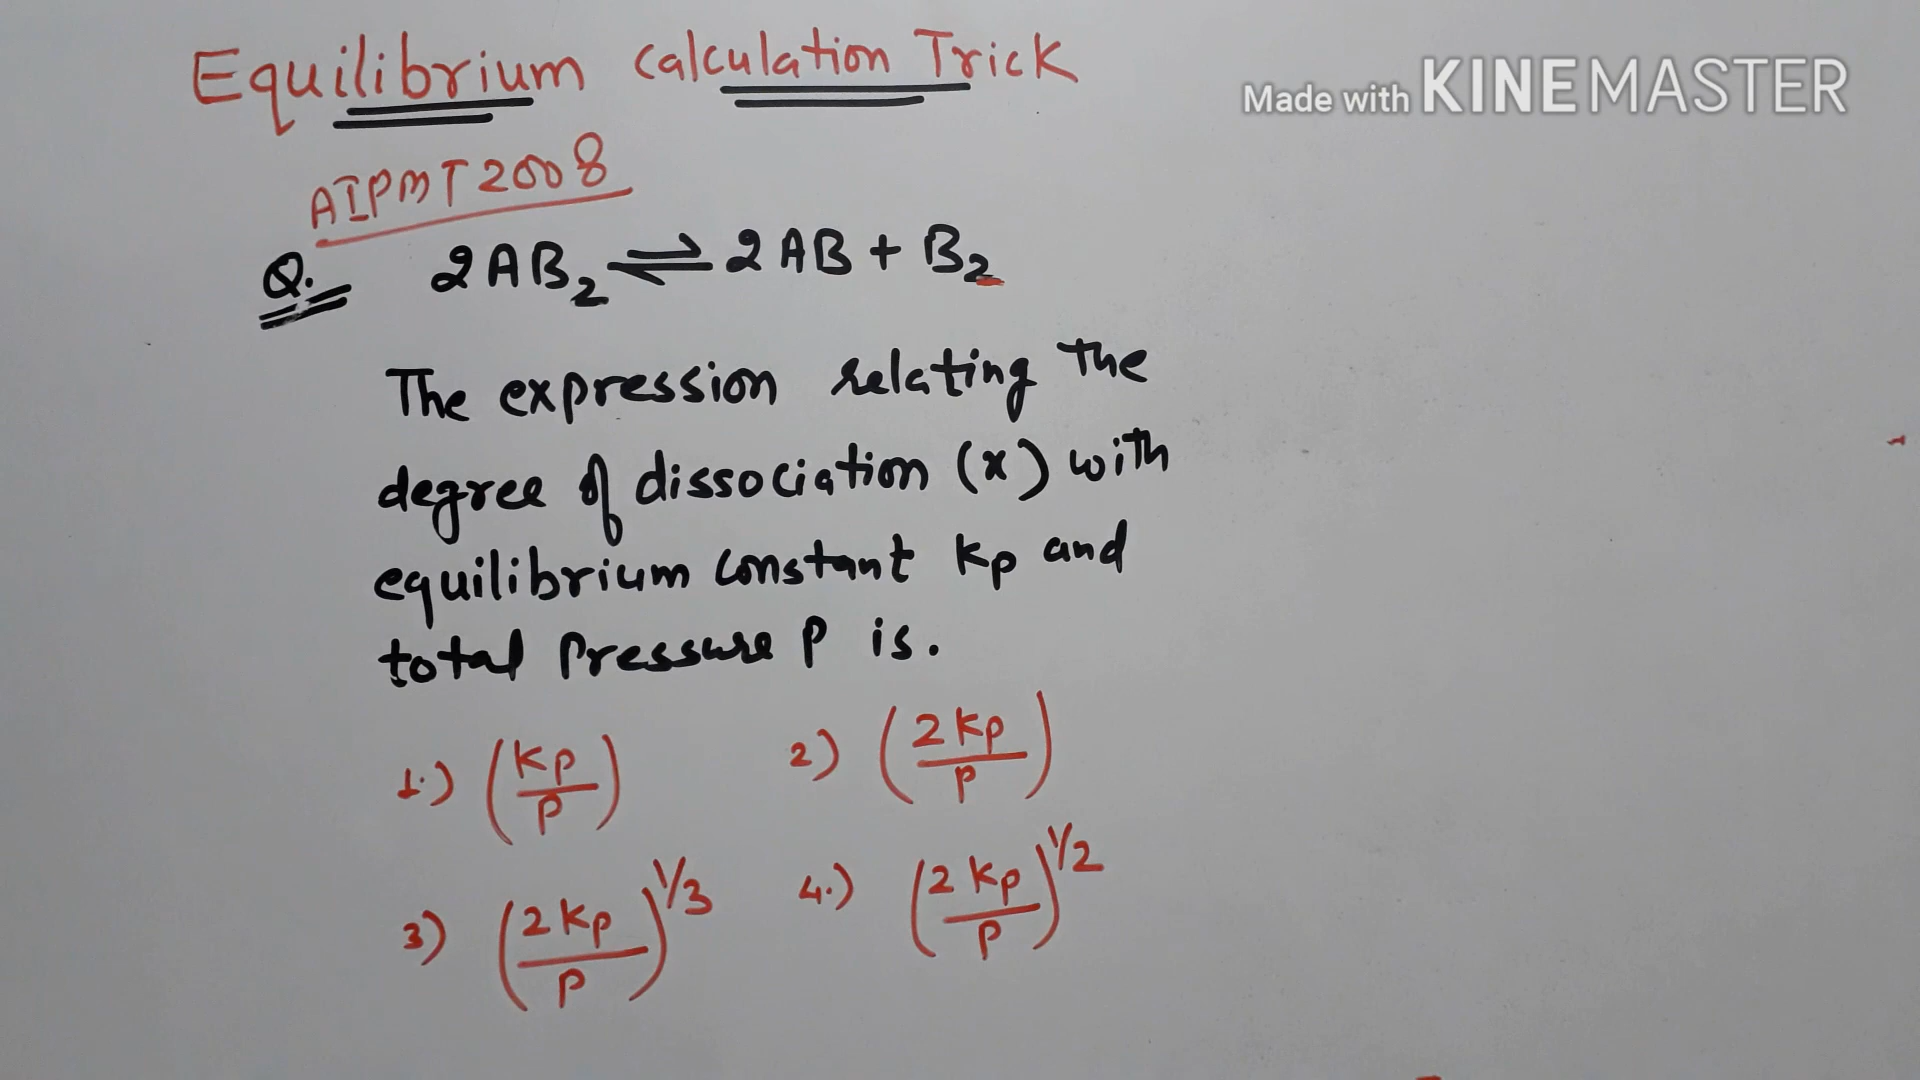 Equilibrium Calculation Trick
Made with KINEMASTER
AIPMT 2008
Q. 2AB₂ ⇌ 2AB + B₂
The expression relating the
degree of dissociation (x) with
equilibrium constant Kp and
total Pressure P is.
1.) (Kp/P) 2) (2Kp/P)
3) (2Kp/P)^1/3 4.) (2Kp/P)^1/2